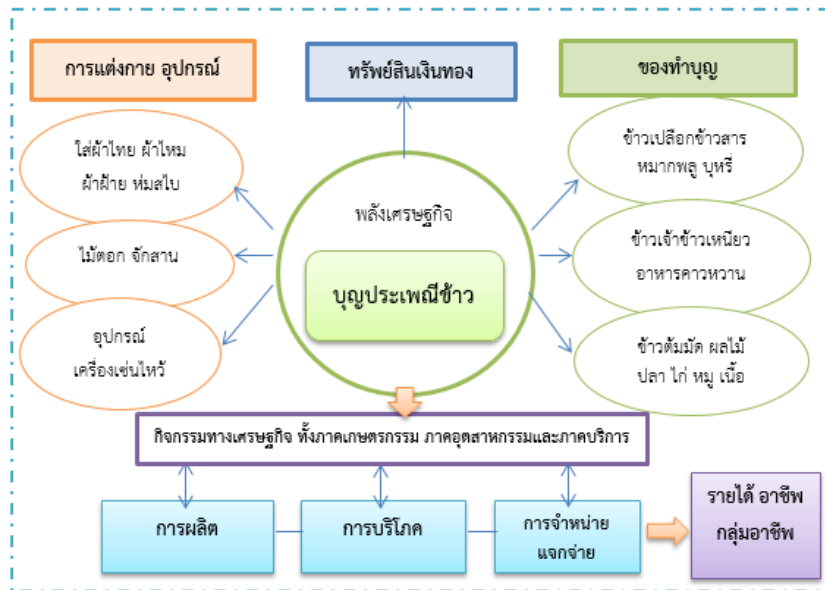 การแต่งกาย อุปกรณ์
ทรัพย์สินเงินทอง
ของทำบุญ
ใส่ผ้าไทย ผ้าไหม
ผ้าฝ้าย ห่มสไบ
ไม้ตอก จักสาน
อุปกรณ์
เครื่องเซ่นไหว้
พลังเศรษฐกิจ
บุญประเพณีข้าว
ข้าวเปลือกข้าวสาร
หมากพลู บุหรี่
ข้าวเจ้าข้าวเหนียว
อาหารคาวหวาน
ข้าวต้มมัด ผลไม้
ปลา ไก่ หมู เนื้อ
กิจกรรมทางเศรษฐกิจ ทั้งภาคเกษตรกรรม ภาคอุตสาหกรรมและภาคบริการ
การผลิต
การบริโภค
การจำหน่าย
แจกจ่าย
รายได้ อาชีพ
กลุ่มอาชีพ